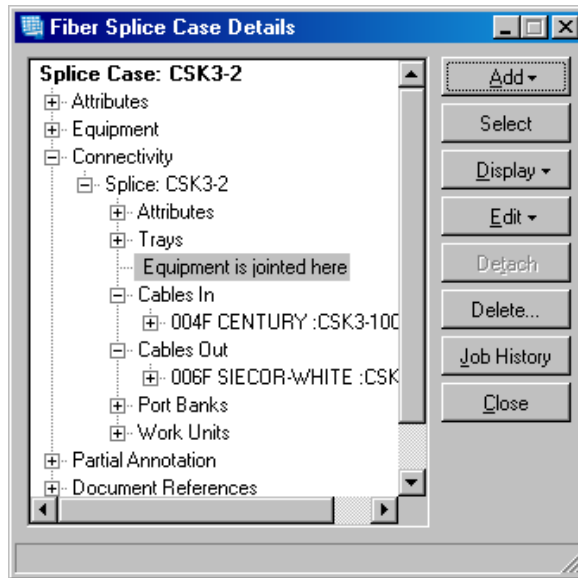 Fiber Splice Case Details
Splice Case: CSK3-2
Attributes
Equipment
Connectivity
Splice: CSK3-2
Attributes
Trays
Equipment is jointed here
Cables In
004F CENTURY :CSK3-100
Cables Out
006F SIECOR-WHITE :CSK
Port Banks
Work Units
Partial Annotation
Document References
Add
Select
Display
Edit
Detach
Delete...
Job History
Close